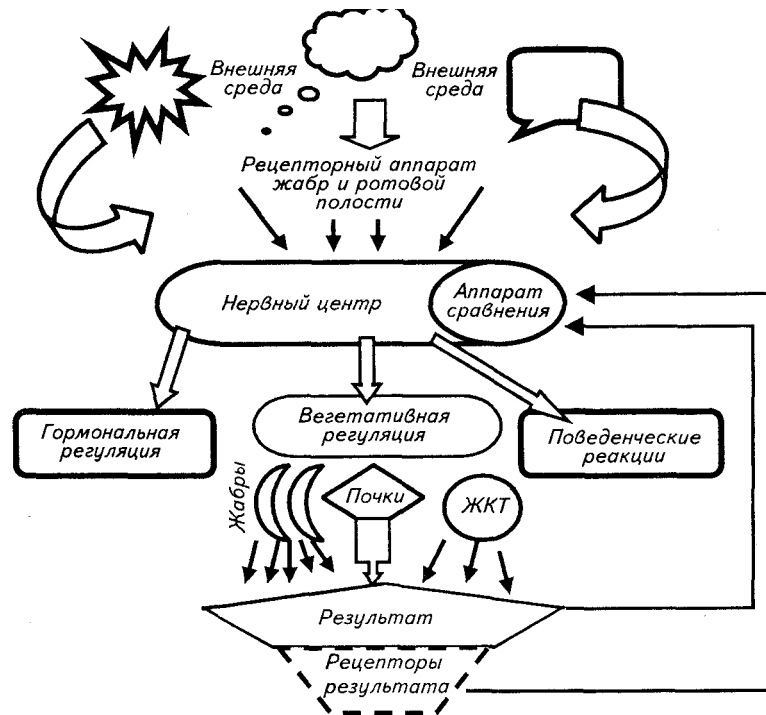 Внешняя
среда
Внешняя
среда
Рецепторный аппарат
жабр и ротовой
полости
Нервный центр
Аппарат
сравнения
Гормональная
регуляция
Вегетативная
регуляция
Поведенческие
реакции
Жабры
Почки
ЖКТ
Результат
Рецепторы
результата